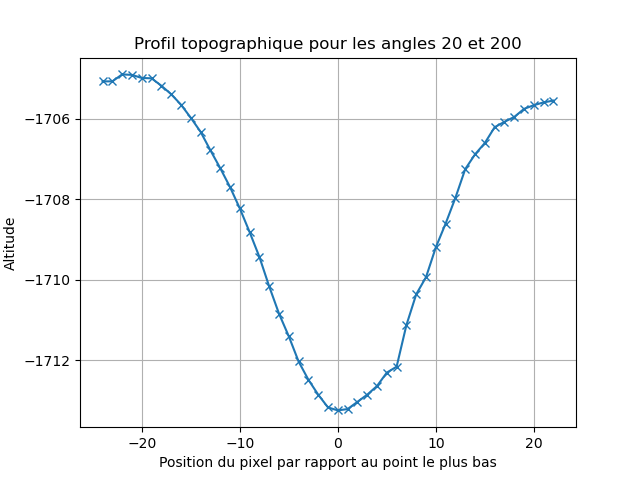 Profil topographique pour les angles 20 et 200
−1706
−1708
−1710
−1712
Altitude
−20 −10 0 10 20
Position du pixel par rapport au point le plus bas